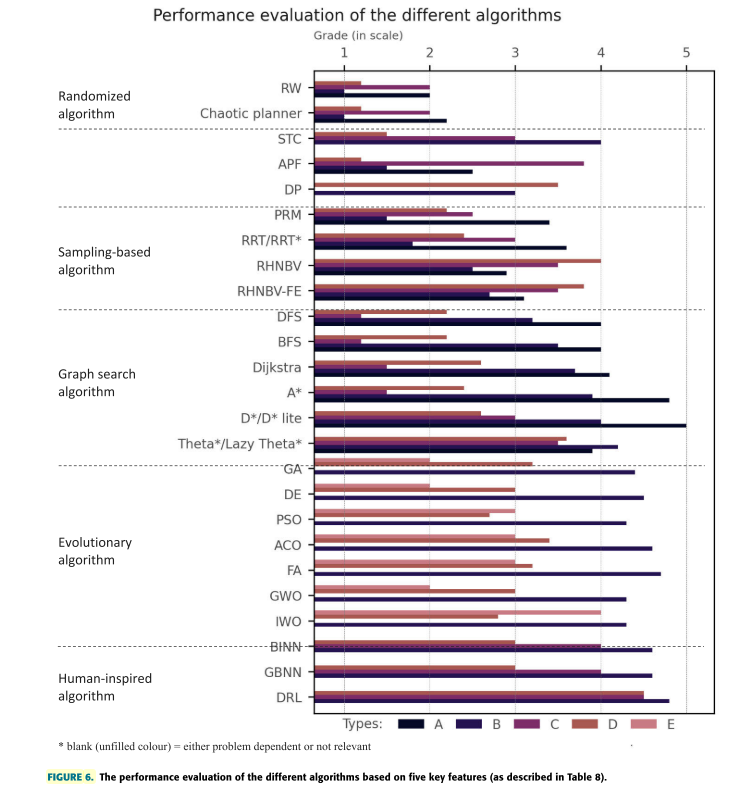 Performance evaluation of the different algorithms
Grade (in scale)
1 2 3 4 5
RW
Randomized
algorithm
Chaotic planner
STC
APF
DP
PRM
Sampling-based
algorithm
RRT/RRT*
RHNBV
RHNBV-FE
DFS
BFS
Graph search
algorithm
Dijkstra
A*
D*/D* lite
Theta*/Lazy Theta*
GA
DE
PSO
Evolutionary
algorithm
ACO
FA
GWO
IWO
BINN
Human-inspired
algorithm
GBNN
DRL
Types: A B C D E
* blank (unfilled colour) = either problem dependent or not relevant
FIGURE 6. The performance evaluation of the different algorithms based on five key features (as described in Table 8).